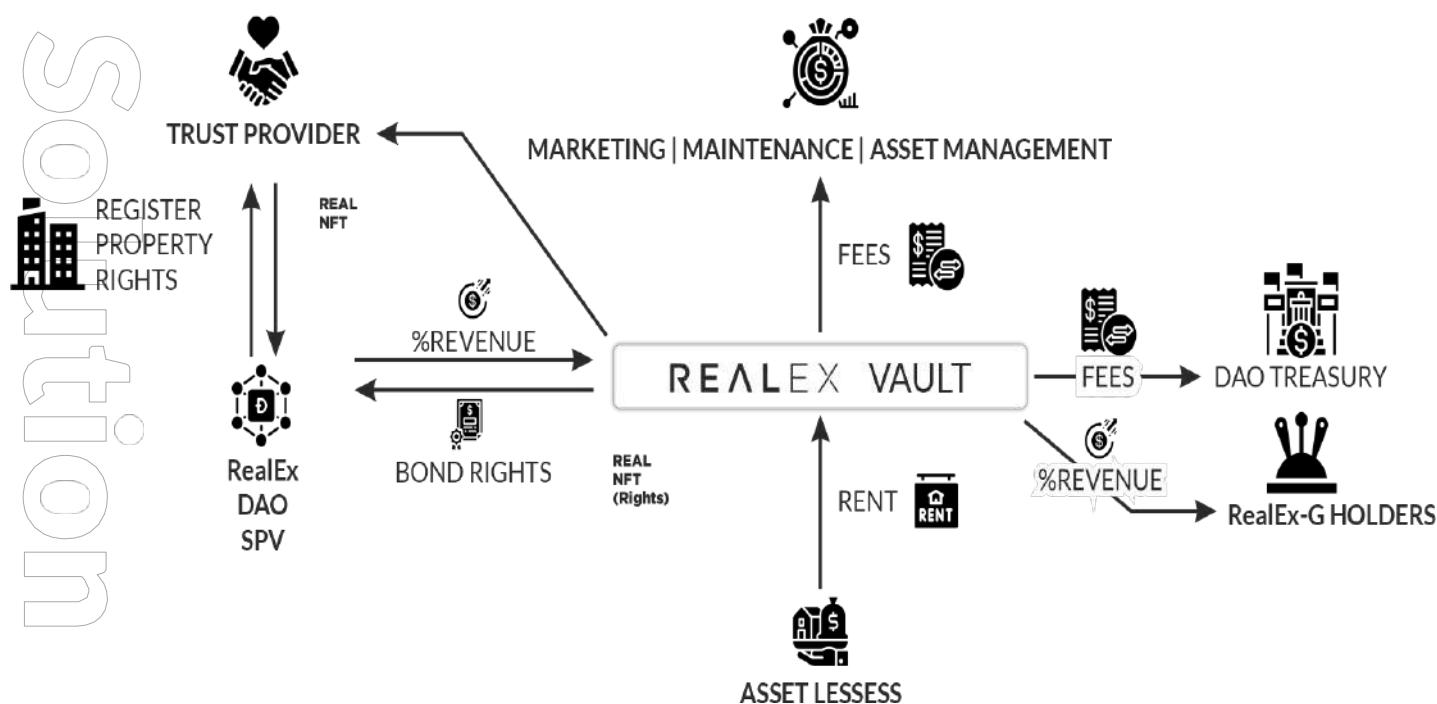 Solution
TRUST PROVIDER
MARKETING | MAINTENANCE | ASSET MANAGEMENT
REGISTER
PROPERTY
RIGHTS
REAL
NFT
FEES
%REVENUE
REALEX VAULT
FEES
DAO TREASURY
BOND RIGHTS
REAL
NFT
(Rights)
RENT
RENT
%REVENUE
RealEx-G HOLDERS
RealEx
DAO
SPV
ASSET LESSESS